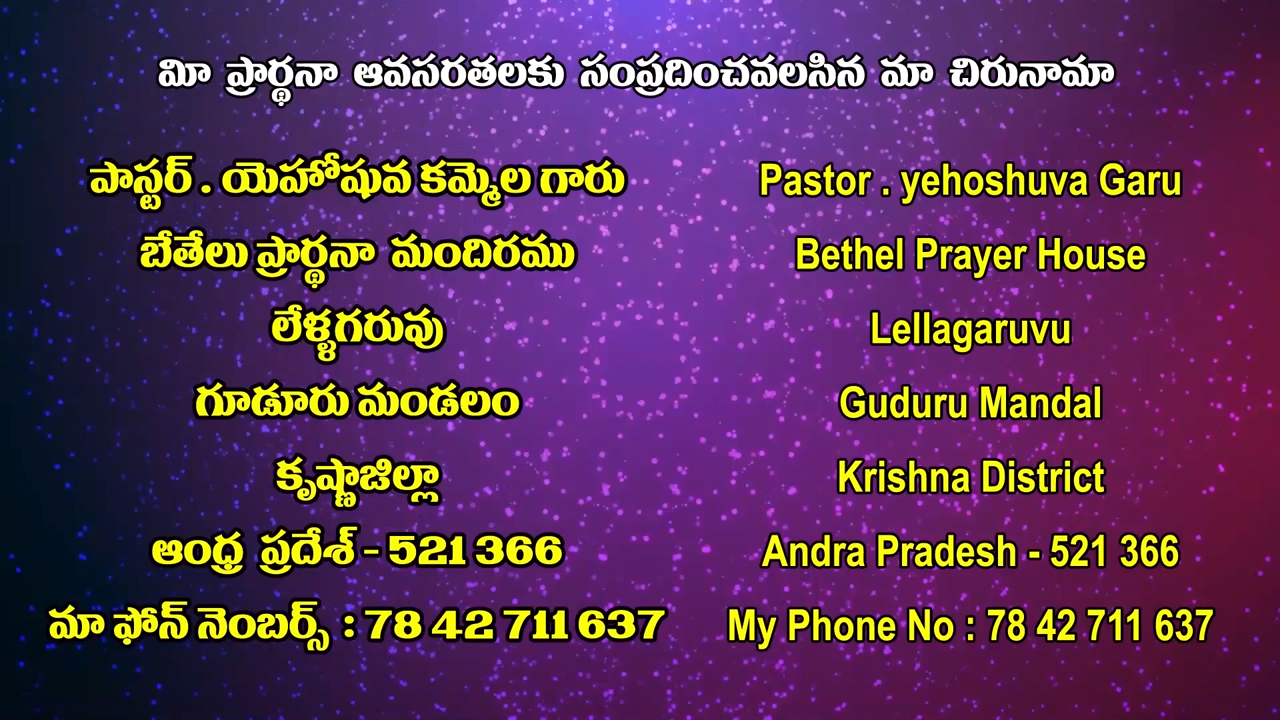 మీ ప్రార్థనా ఆవసరతలకు సంప్రదించవలసిన మా చిరునామా
పాస్టర్ . యెహోషువ కమ్మెల గారు
బేతేలు ప్రార్థనా మందిరము
లేళ్ళగరువు
గూడూరు మండలం
కృష్ణాజిల్లా
ఆంధ్ర ప్రదేశ్ - 521 366
మా ఫోన్ నెంబర్స్ : 78 42 711 637
Pastor . yehoshuva Garu
Bethel Prayer House
Lellagaruvu
Guduru Mandal
Krishna District
Andra Pradesh - 521 366
My Phone No : 78 42 711 637